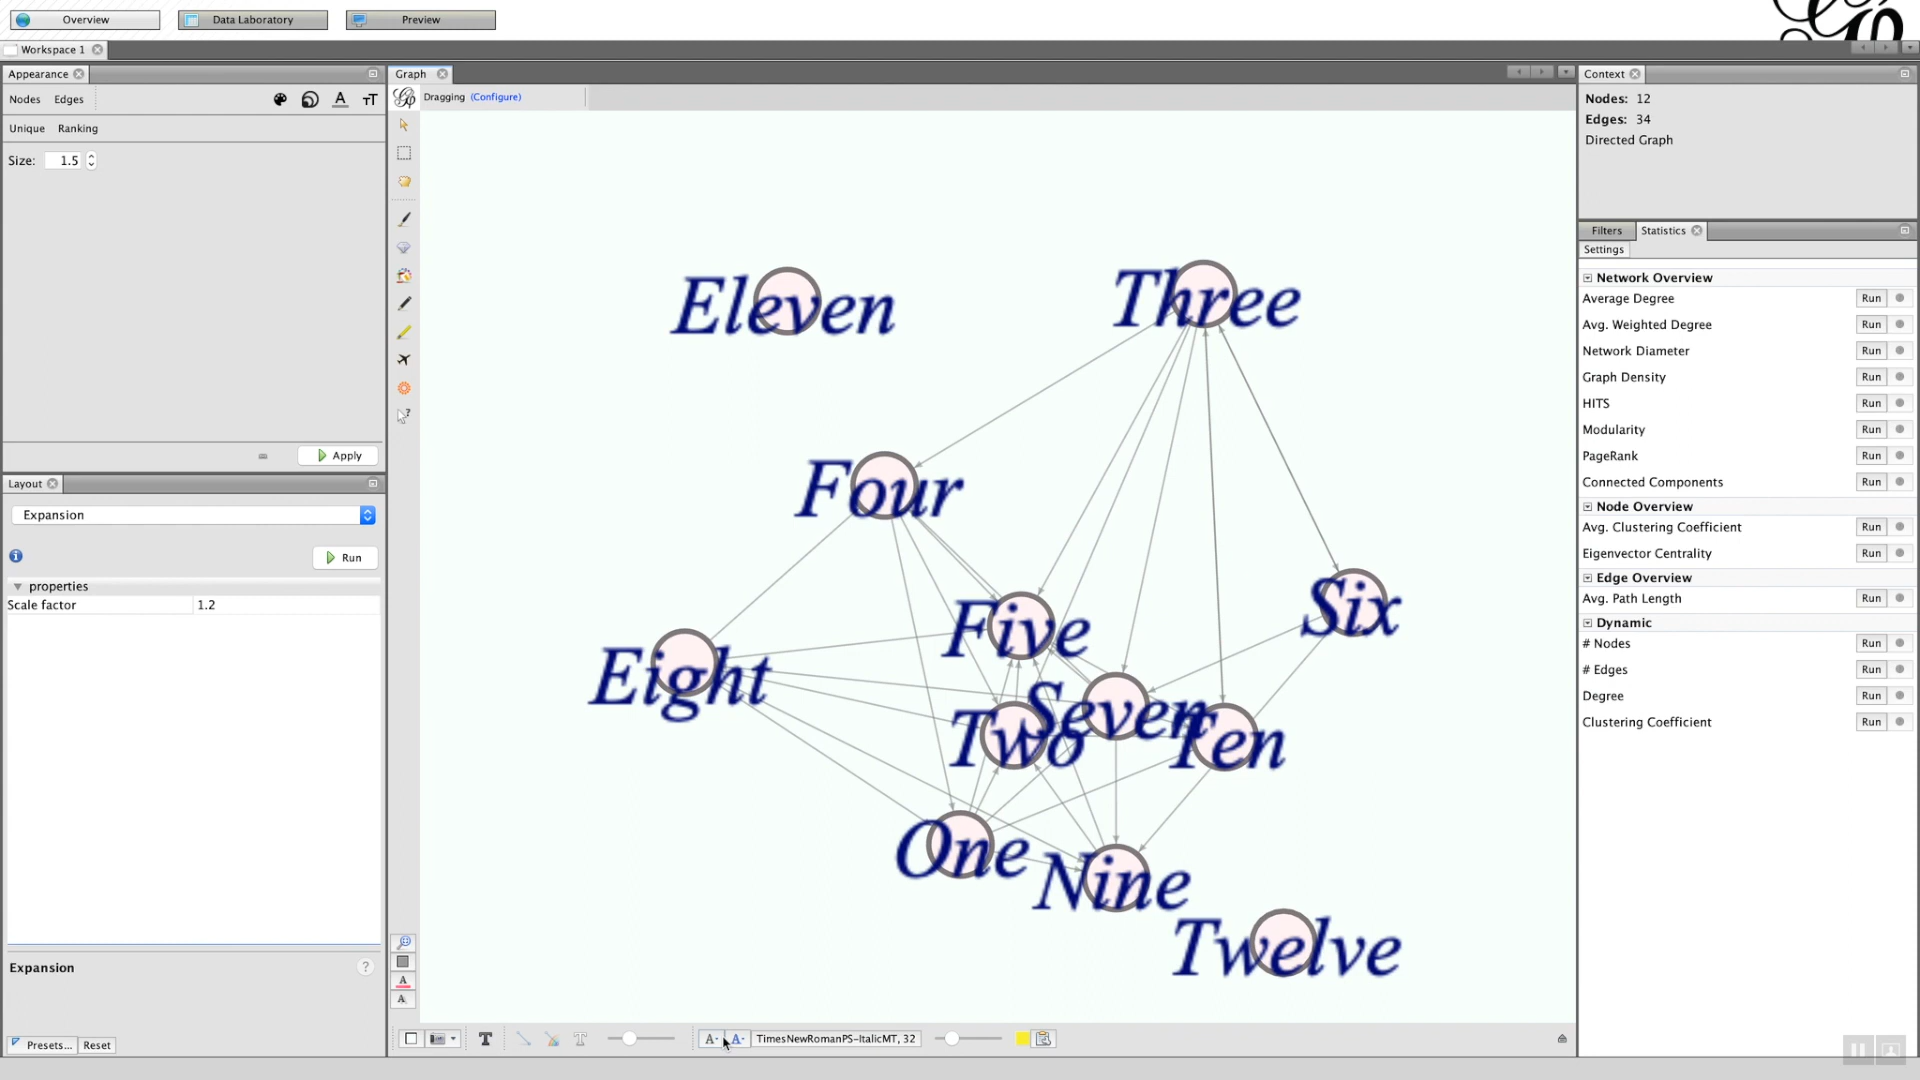 Overview
Data Laboratory
Preview
Workspace 1
Appearance
Nodes Edges
Unique Ranking
Size: 1.5
Apply
Layout
Expansion
Run
properties
Scale factor 1.2
Expansion
Presets... Reset
Graph
Dragging (Configure)
Eleven
Three
Four
Five
Six
Eight
Seven
Two
Ten
One
Nine
Twelve
TimesNewRomanPS-ItalicMT, 32
Context
Nodes: 12
Edges: 34
Directed Graph
Filters Statistics
Settings
Network Overview
Average Degree Run
Avg. Weighted Degree Run
Network Diameter Run
Graph Density Run
HITS Run
Modularity Run
PageRank Run
Connected Components Run
Node Overview
Avg. Clustering Coefficient Run
Eigenvector Centrality Run
Edge Overview
Avg. Path Length Run
Dynamic
# Nodes Run
# Edges Run
Degree Run
Clustering Coefficient Run